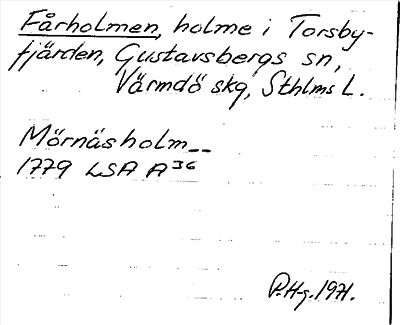 Fårholmen, holme i Torsby-
fjärden, Gustavsbergs sn,
Värmdö skg, Sthlms L.
Mörnäsholm--
1779 LSA A36
P.H-g. 1971.